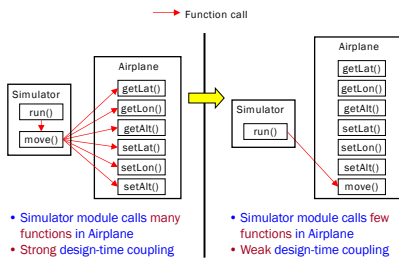 Function call
Airplane
getLat()
getLon()
getAlt()
setLat()
setLon()
setAlt()
Simulator
run()
move()
• Simulator module calls many
functions in Airplane
• Strong design-time coupling
Airplane
getLat()
getLon()
getAlt()
setLat()
setLon()
setAlt()
move()
Simulator
run()
• Simulator module calls few
functions in Airplane
• Weak design-time coupling